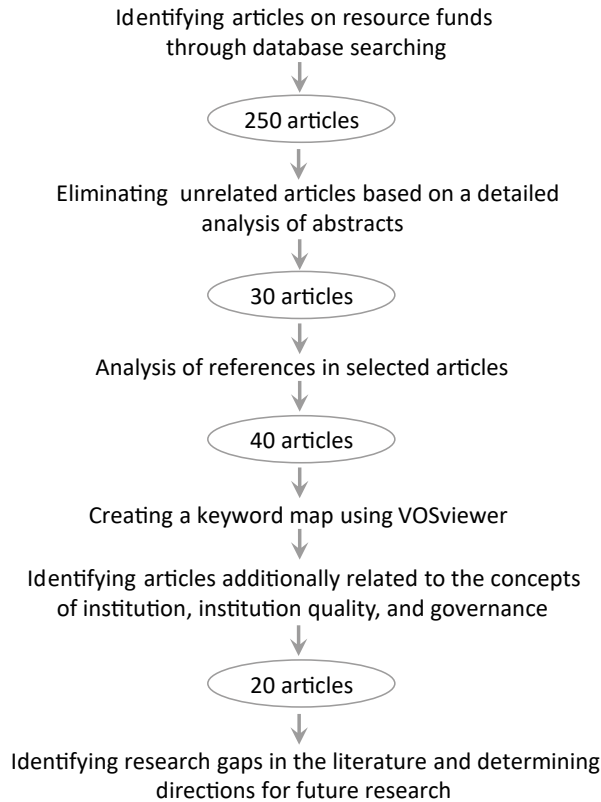 Identifying articles on resource funds
through database searching
250 articles
Eliminating  unrelated articles based on a detailed
analysis of abstracts
30 articles
Analysis of references in selected articles
40 articles
Creating a keyword map using VOSviewer
Identifying articles additionally related to the concepts
of institution, institution quality, and governance
20 articles
Identifying research gaps in the literature and determining
directions for future research